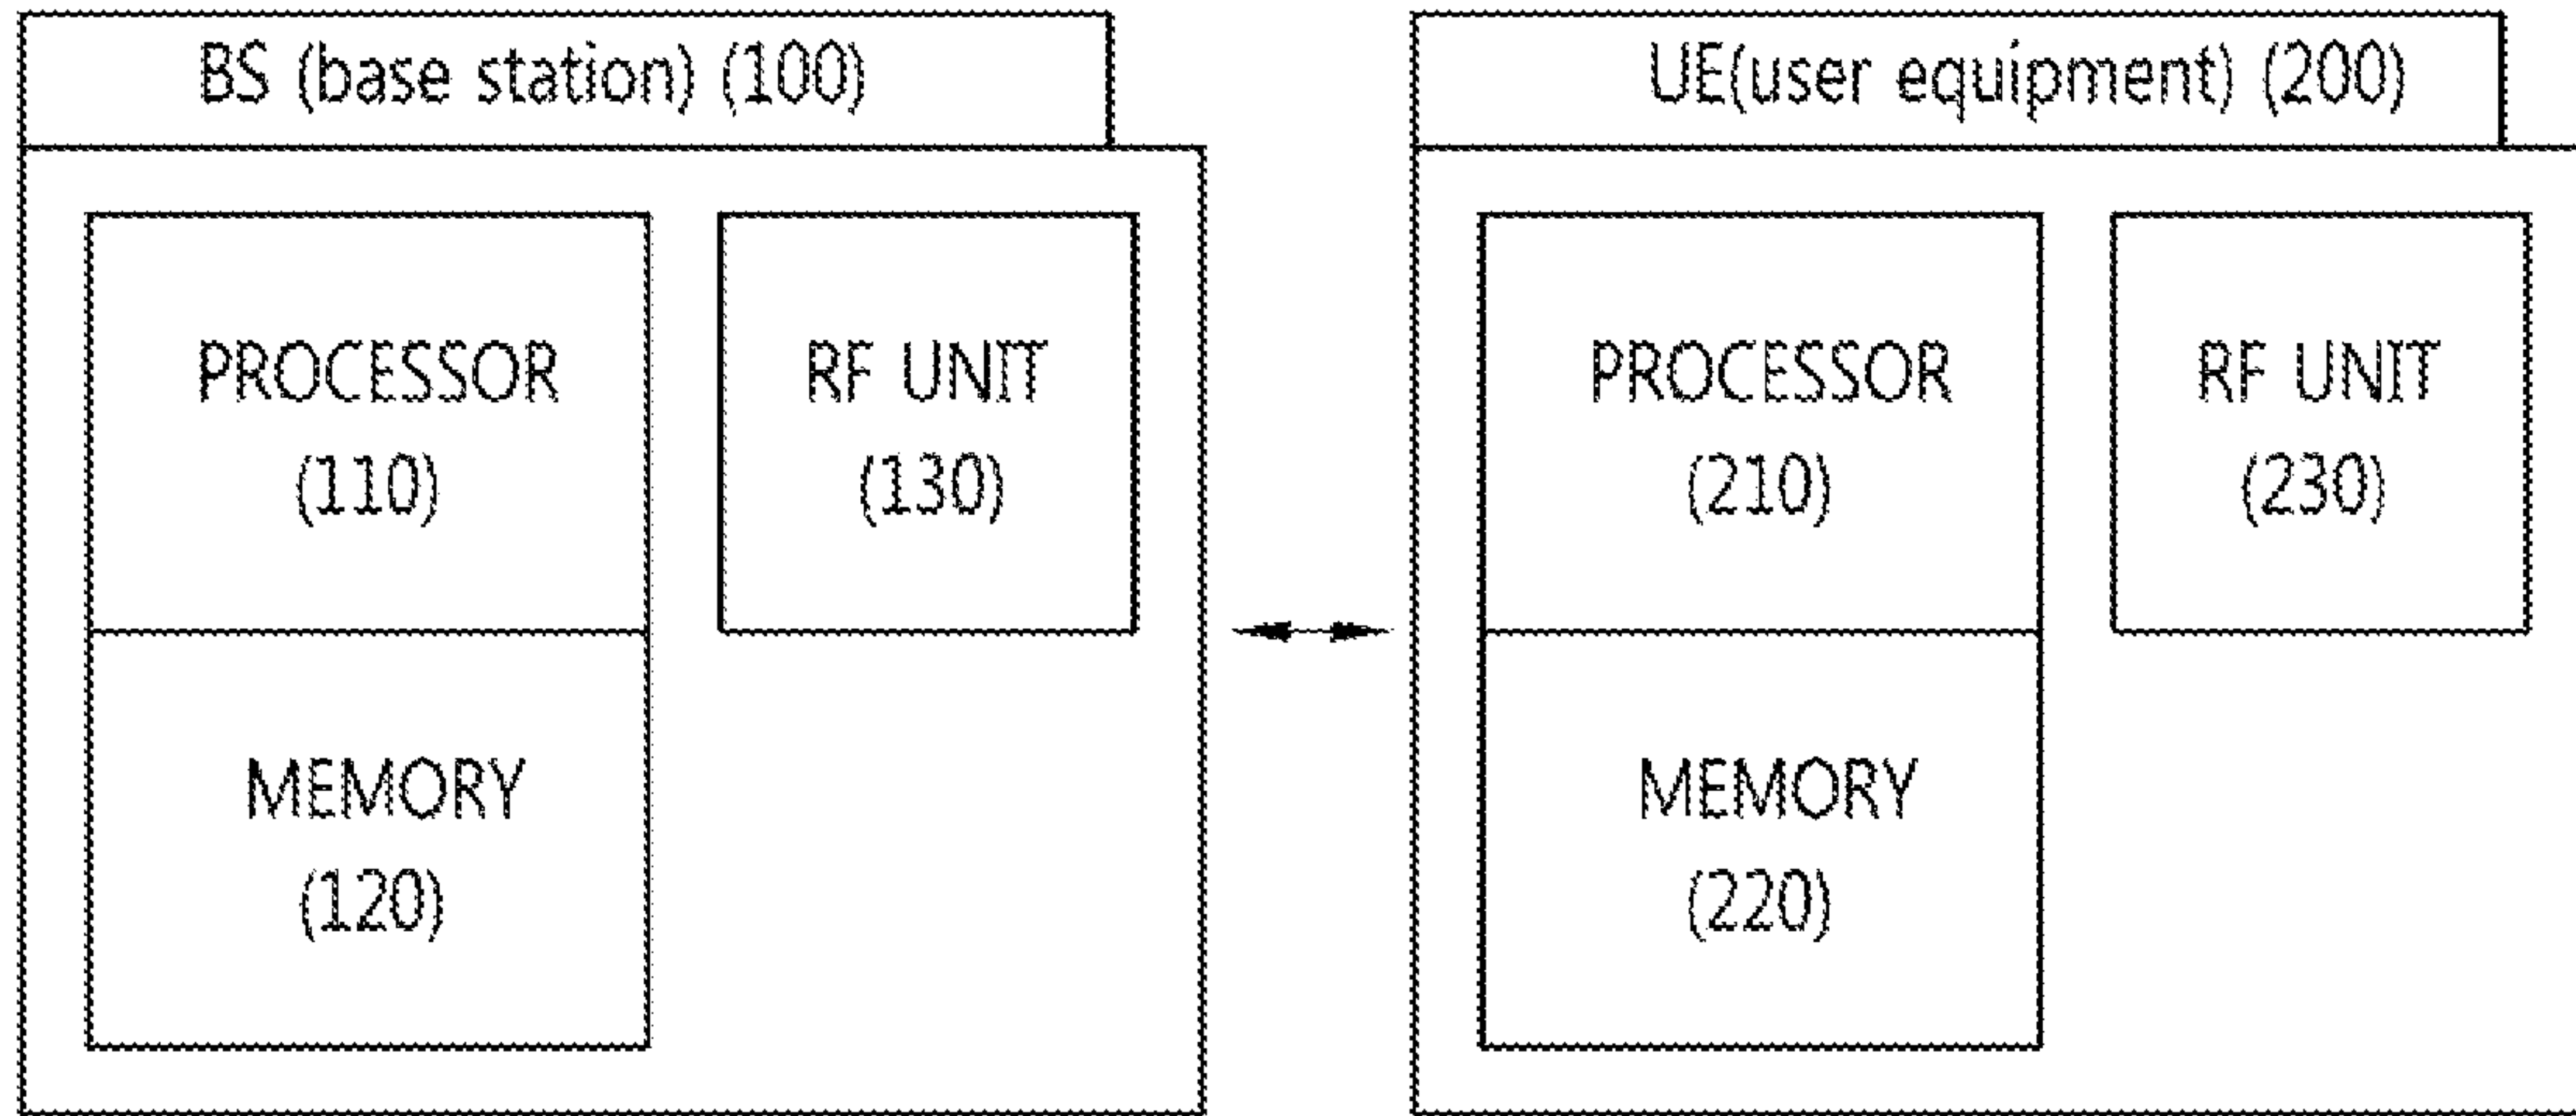 BS (base station) (100)
PROCESSOR
(110)
RF UNIT
(130)
MEMORY
(120)
UE(user equipment) (200)
PROCESSOR
(210)
RF UNIT
(230)
MEMORY
(220)